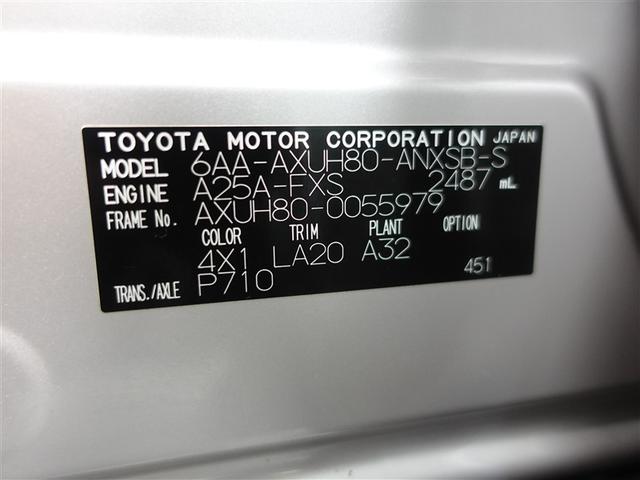 TOYOTA MOTOR CORPORATION JAPAN
MODEL 6AA-AXUH80-ANXSB-S
ENGINE A25A-FXS 2487 mL
FRAME No. AXUH80-0055979
COLOR TRIM PLANT OPTION
4X1 LA20 A32
TRANS./AXLE P710 451